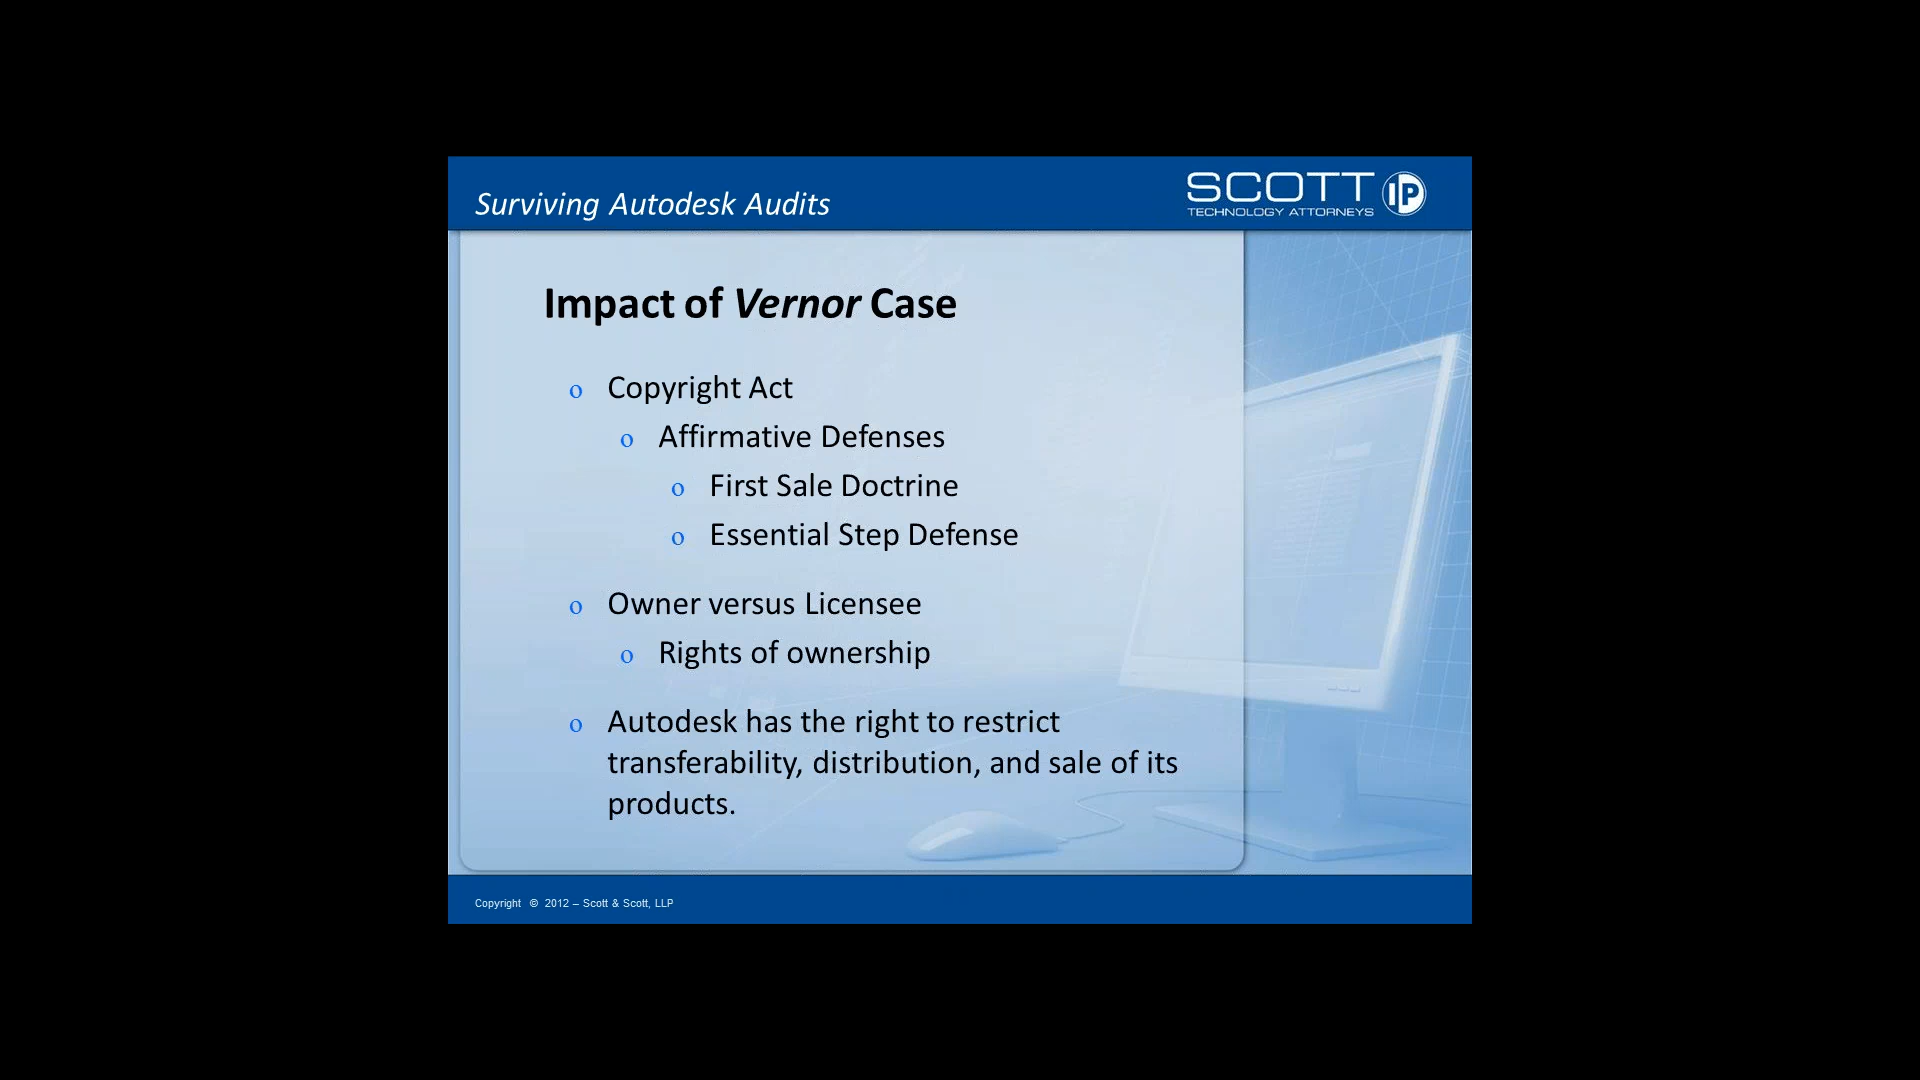 Surviving Autodesk Audits
SCOTT
TECHNOLOGY ATTORNEYS
IP
Impact of Vernor Case
o Copyright Act
o Affirmative Defenses
o First Sale Doctrine
o Essential Step Defense
o Owner versus Licensee
o Rights of ownership
o Autodesk has the right to restrict
transferability, distribution, and sale of its
products.
Copyright © 2012 – Scott & Scott, LLP